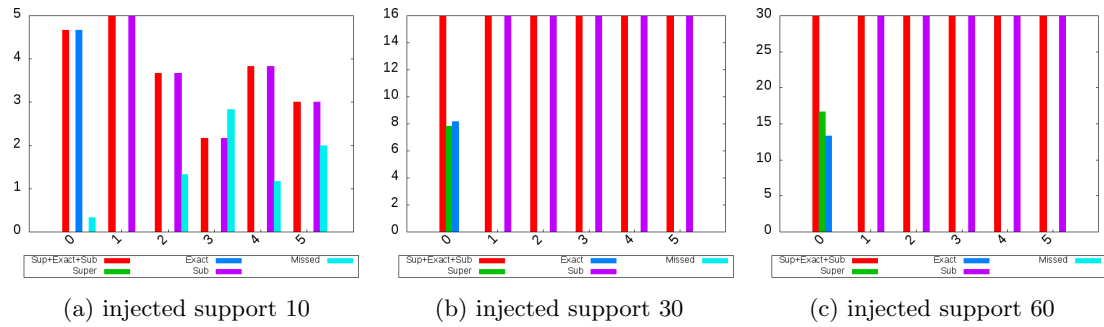 5
4
3
2
1
0
0 1 2 3 4 5
Sup+Exact+Sub Exact Missed
Super Sub
(a) injected support 10
16
14
12
10
8
6
4
2
0
0 1 2 3 4 5
Sup+Exact+Sub Exact Missed
Super Sub
(b) injected support 30
30
25
20
15
10
5
0
0 1 2 3 4 5
Sup+Exact+Sub Exact Missed
Super Sub
(c) injected support 60